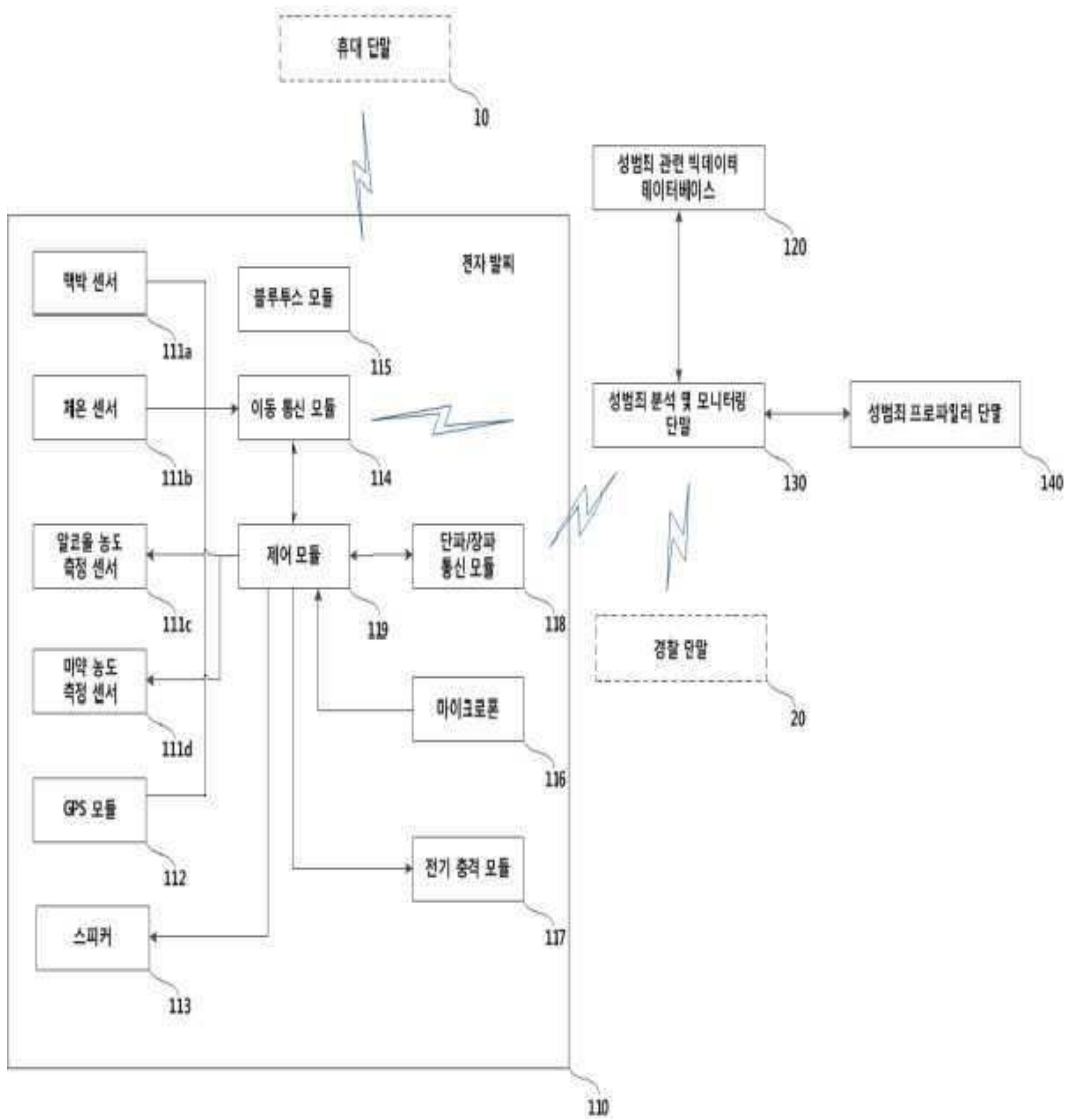 휴대 단말
10
성범죄 관련 빅데이터
데이터베이스
120
전자 발찌
맥박 센서
111a
블루투스 모듈
115
체온 센서
111b
이동 통신 모듈
114
성범죄 분석 및 모니터링
단말
130
성범죄 프로파일러 단말
140
알코올 농도
측정 센서
111c
제어 모듈
119
단파/장파
통신 모듈
118
마약 농도
측정 센서
111d
마이크로폰
116
경찰 단말
20
GPS 모듈
112
전기 충격 모듈
117
스피커
113
110